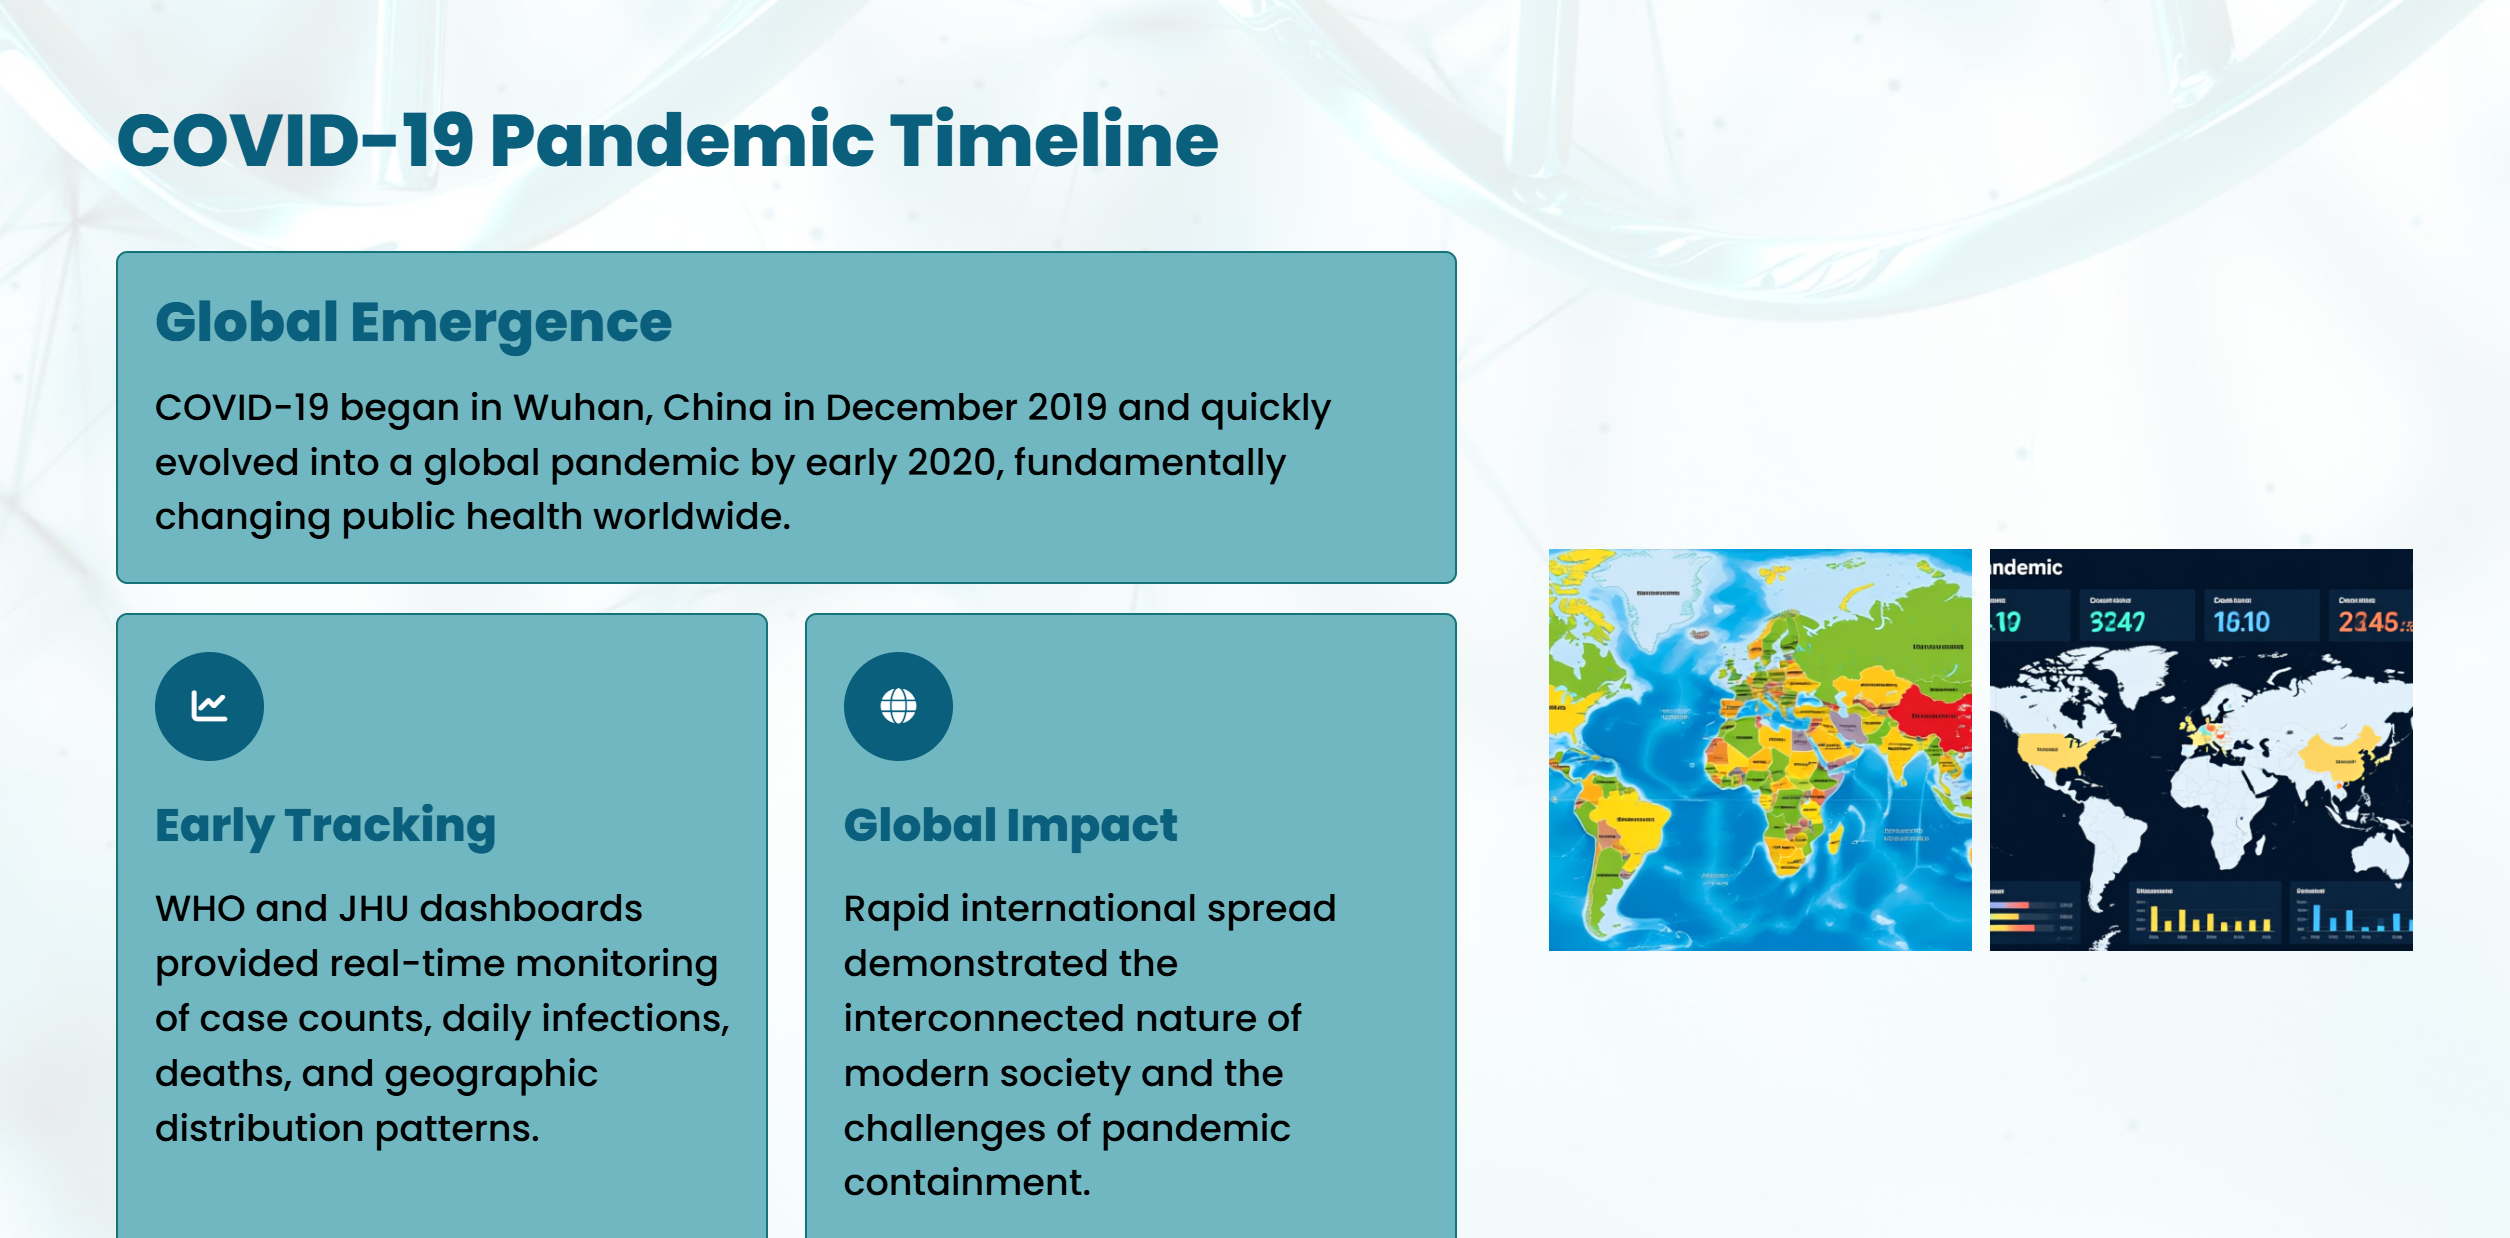 COVID-19 Pandemic Timeline
Global Emergence
COVID-19 began in Wuhan, China in December 2019 and quickly
evolved into a global pandemic by early 2020, fundamentally
changing public health worldwide.
Early Tracking
WHO and JHU dashboards
provided real-time monitoring
of case counts, daily infections,
deaths, and geographic
distribution patterns.
Global Impact
Rapid international spread
demonstrated the
interconnected nature of
modern society and the
challenges of pandemic
containment.
andemic
.19
3247
16.10